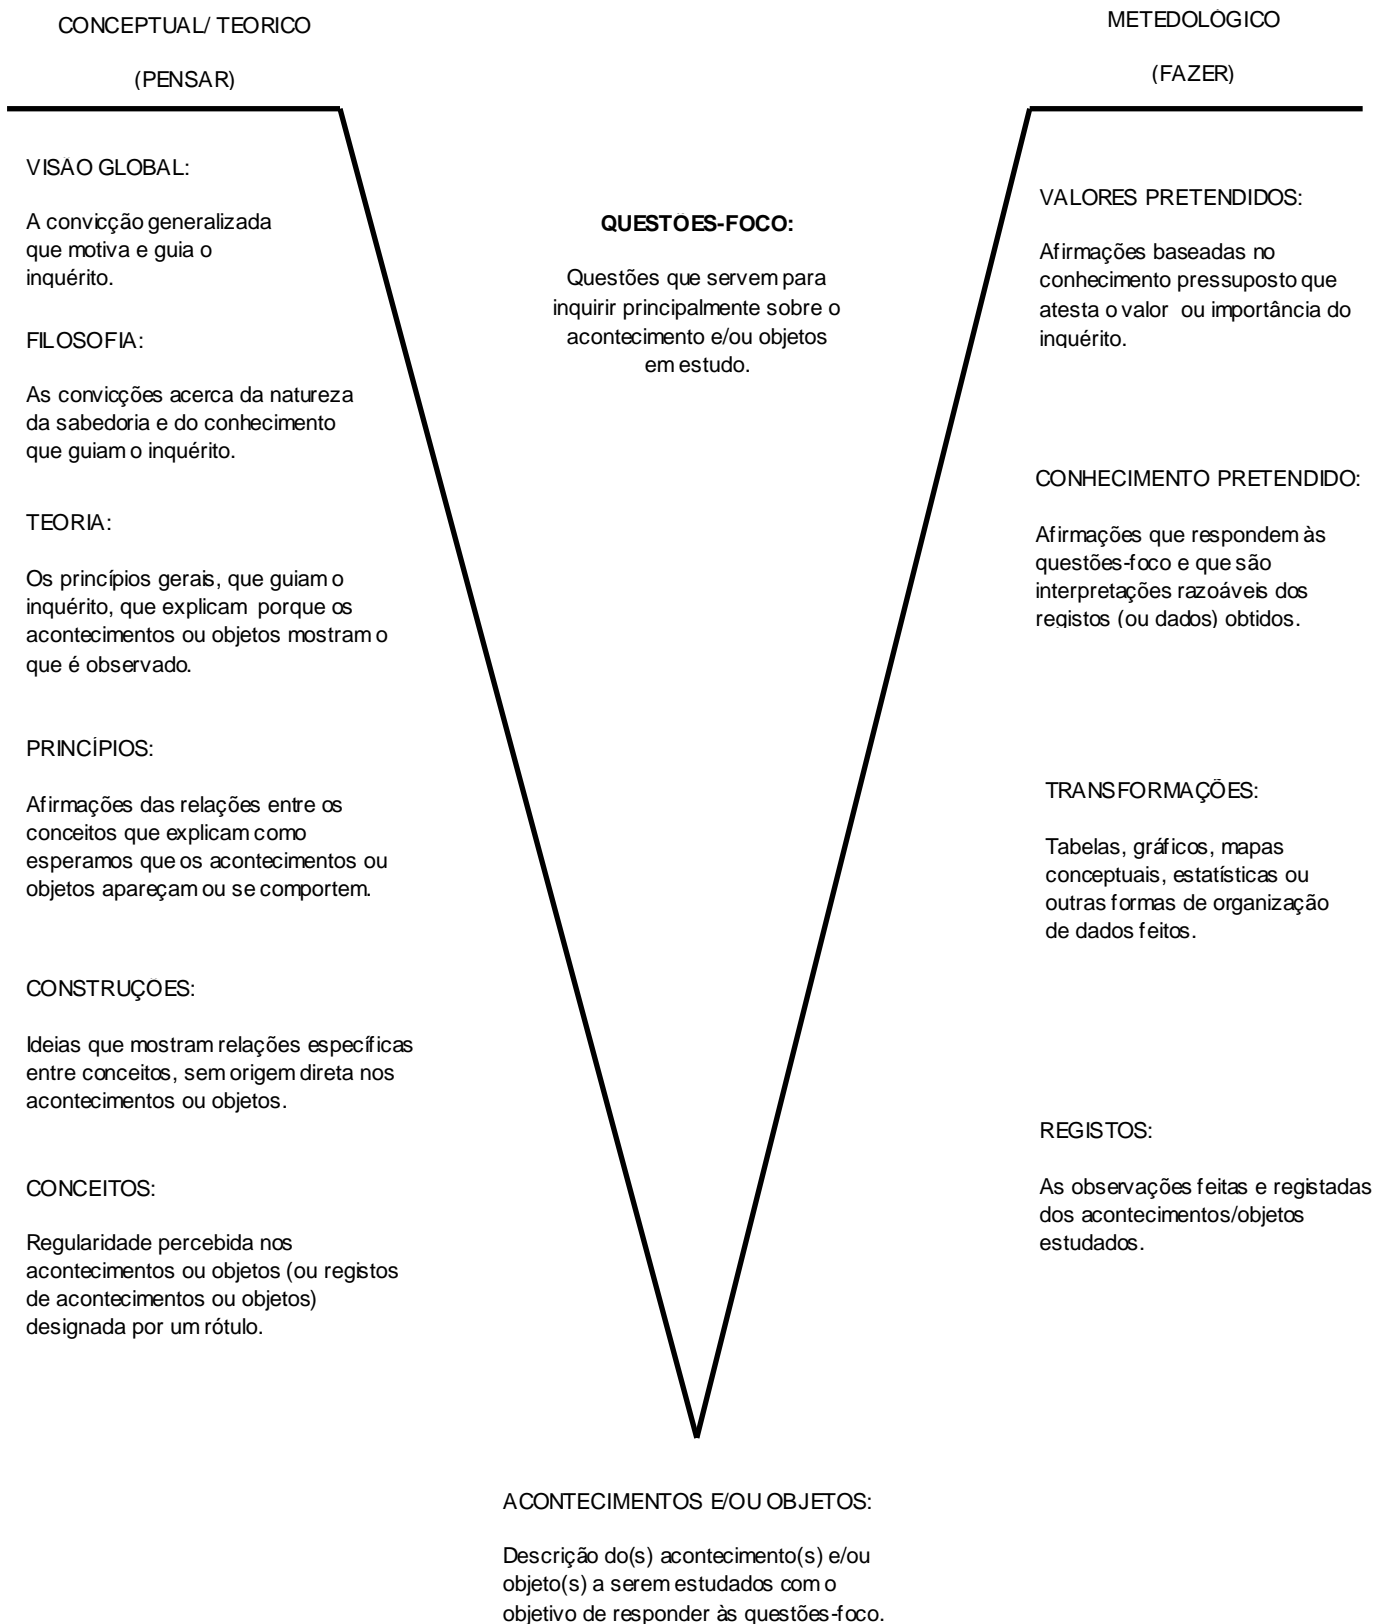 CONCEPTUAL/ TEÓRICO
(PENSAR)
VISÃO GLOBAL:
A convicção generalizada
que motiva e guia o
inquérito.
FILOSOFIA:
As convicções acerca da natureza
da sabedoria e do conhecimento
que guiam o inquérito.
TEORIA:
Os princípios gerais, que guiam o
inquérito, que explicam porque os
acontecimentos ou objetos mostram o
que é observado.
PRINCÍPIOS:
Afirmações das relações entre os
conceitos que explicam como
esperamos que os acontecimentos ou
objetos apareçam ou se comportem.
CONSTRUÇÕES:
Ideias que mostram relações específicas
entre conceitos, sem origem direta nos
acontecimentos ou objetos.
CONCEITOS:
Regularidade percebida nos
acontecimentos ou objetos (ou registos
de acontecimentos ou objetos)
designada por um rótulo.
QUESTÕES-FOCO:
Questões que servem para
inquirir principalmente sobre o
acontecimento e/ou objetos
em estudo.
METEDOLÓGICO
(FAZER)
VALORES PRETENDIDOS:
Afirmações baseadas no
conhecimento pressuposto que
atesta o valor ou importância do
inquérito.
CONHECIMENTO PRETENDIDO:
Afirmações que respondem às
questões-foco e que são
interpretações razoáveis dos
registos (ou dados) obtidos.
TRANSFORMAÇÕES:
Tabelas, gráficos, mapas
conceptuais, estatísticas ou
outras formas de organização
de dados feitos.
REGISTOS:
As observações feitas e registadas
dos acontecimentos/objetos
estudados.
ACONTECIMENTOS E/OU OBJETOS:
Descrição do(s) acontecimento(s) e/ou
objeto(s) a serem estudados com o
objetivo de responder às questões-foco.